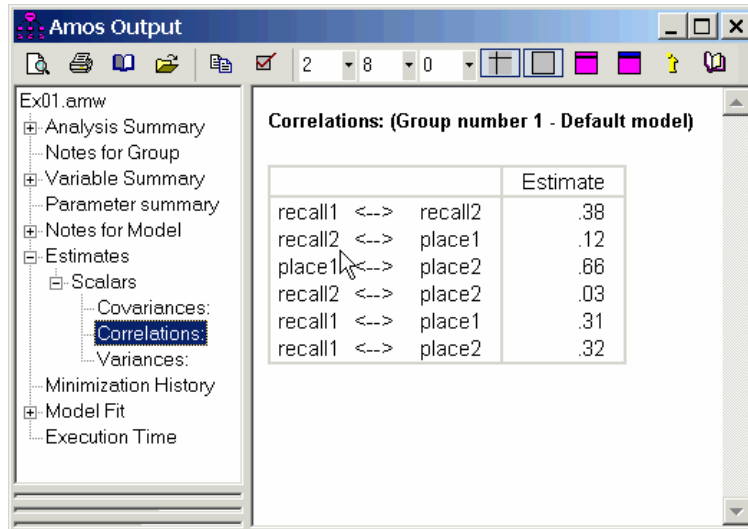 Amos Output
2 8 0
Ex01.amw
Analysis Summary
Notes for Group
Variable Summary
Parameter summary
Notes for Model
Estimates
Scalars
Covariances:
Correlations:
Variances:
Minimization History
Model Fit
Execution Time
Correlations: (Group number 1 - Default model)
Estimate
recall1 <--> recall2 .38
recall2 <--> place1 .12
place1 <--> place2 .66
recall2 <--> place2 .03
recall1 <--> place1 .31
recall1 <--> place2 .32